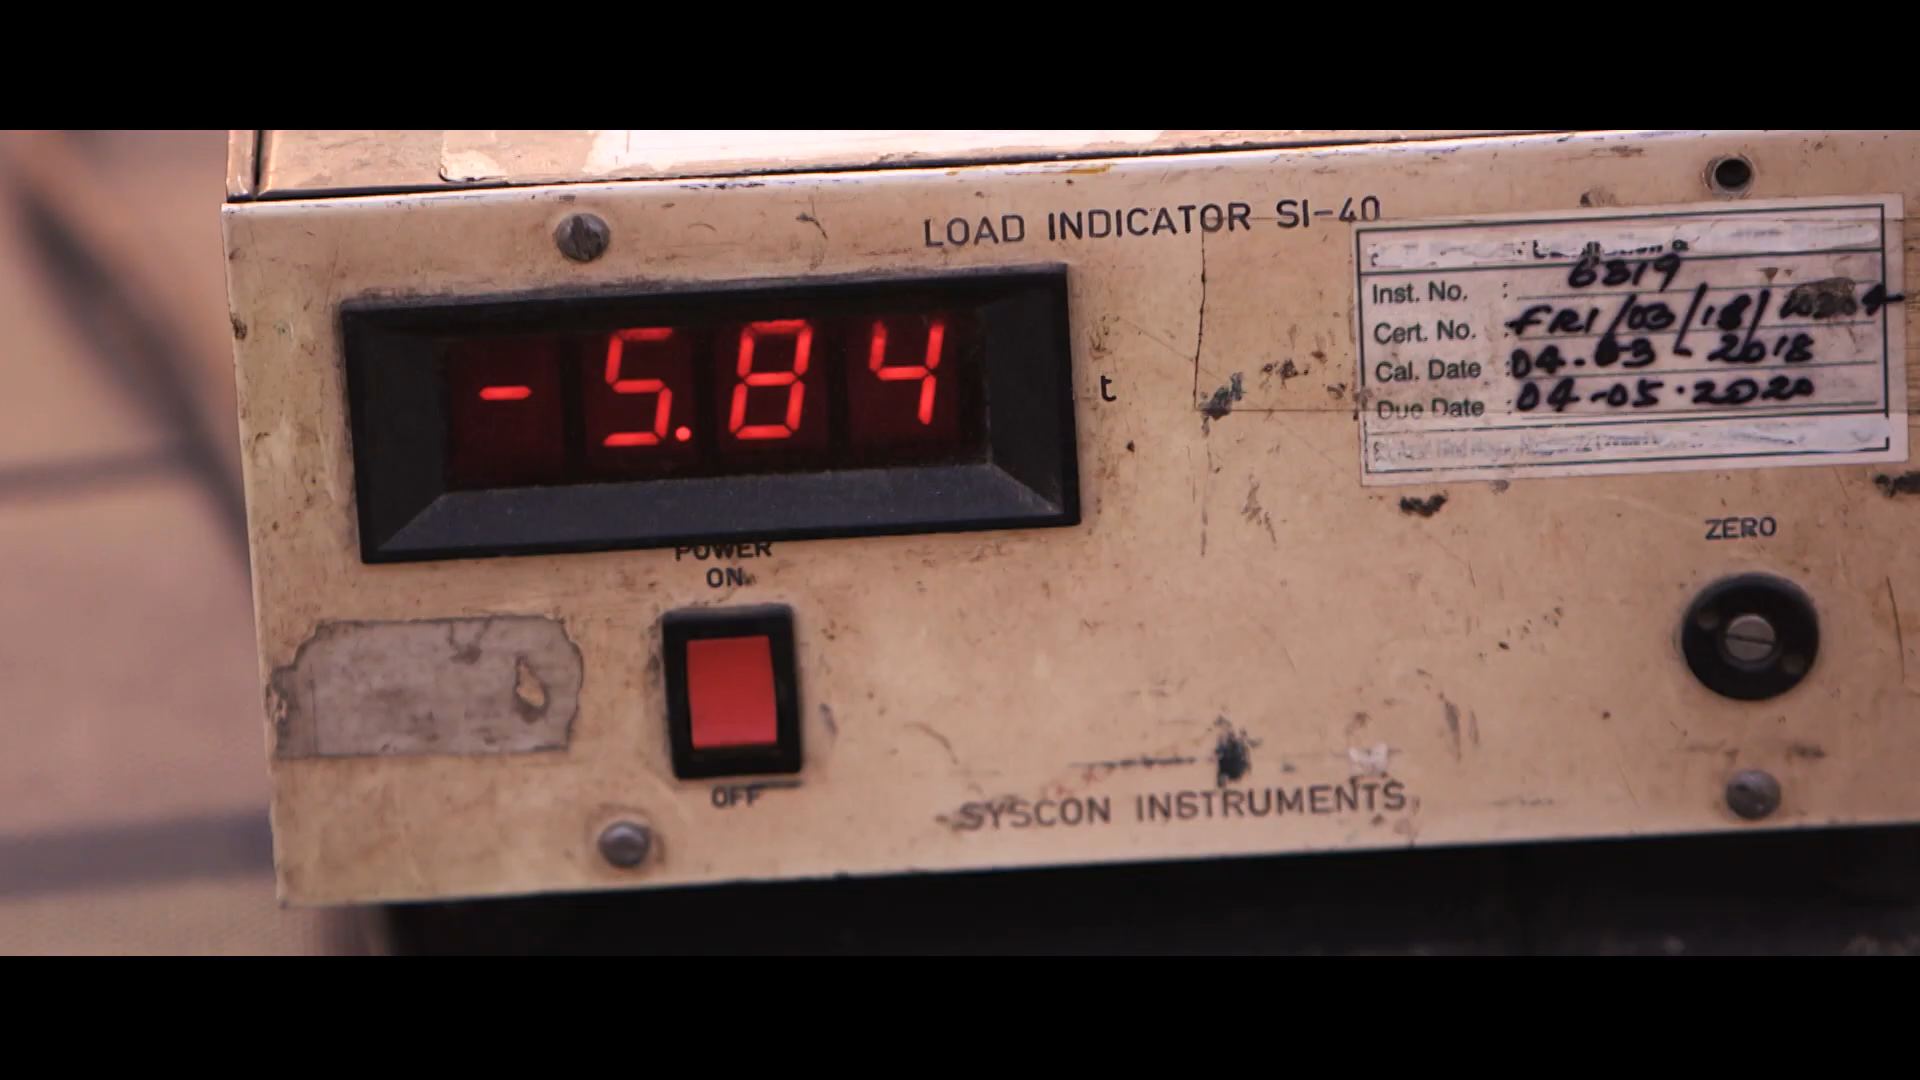 LOAD INDICATOR SI-40
-5.84
t
Inst. No. : 6319
Cert. No. : FRI/03/18/
Cal. Date : 04-03-2018
Due Date : 04-05-2020
POWER
ON
ZERO
OFF
SYSCON INSTRUMENTS